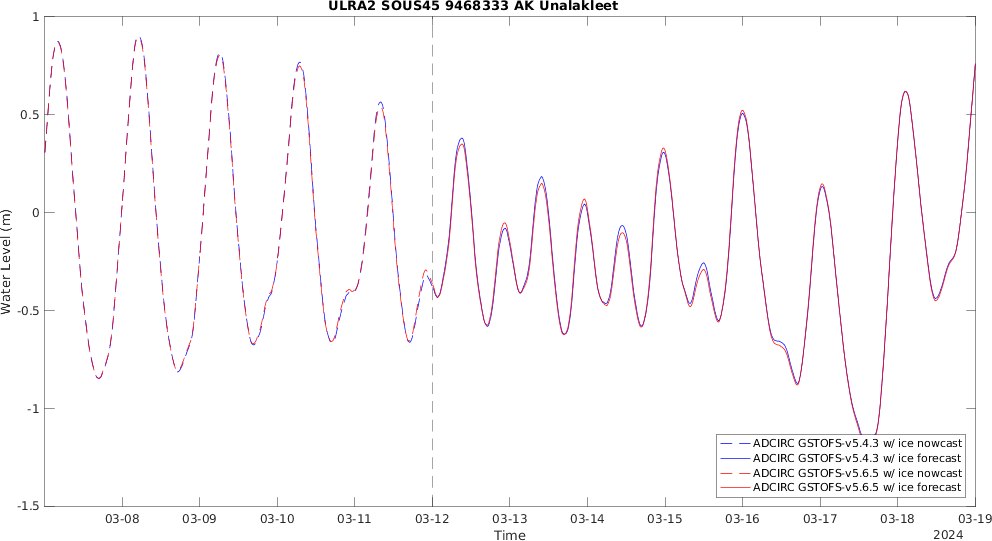 ULRA2 SOUS45 9468333 AK Unalakleet
Water Level (m)
1
0.5
0
-0.5
-1
-1.5
03-08 03-09 03-10 03-11 03-12 03-13 03-14 03-15 03-16 03-17 03-18 03-19
Time
2024
ADCIRC GSTOFS-v5.4.3 w/ ice nowcast
ADCIRC GSTOFS-v5.4.3 w/ ice forecast
ADCIRC GSTOFS-v5.6.5 w/ ice nowcast
ADCIRC GSTOFS-v5.6.5 w/ ice forecast